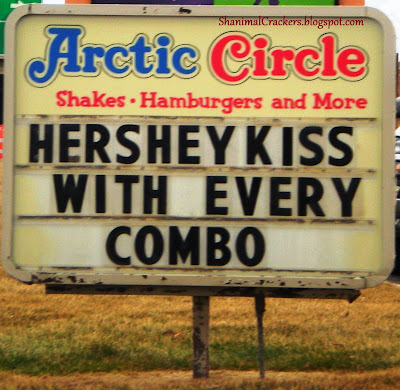 ShanimalCrackers.blogspot.com
Arctic Circle
Shakes • Hamburgers and More
HERSHEY KISS
WITH EVERY
COMBO